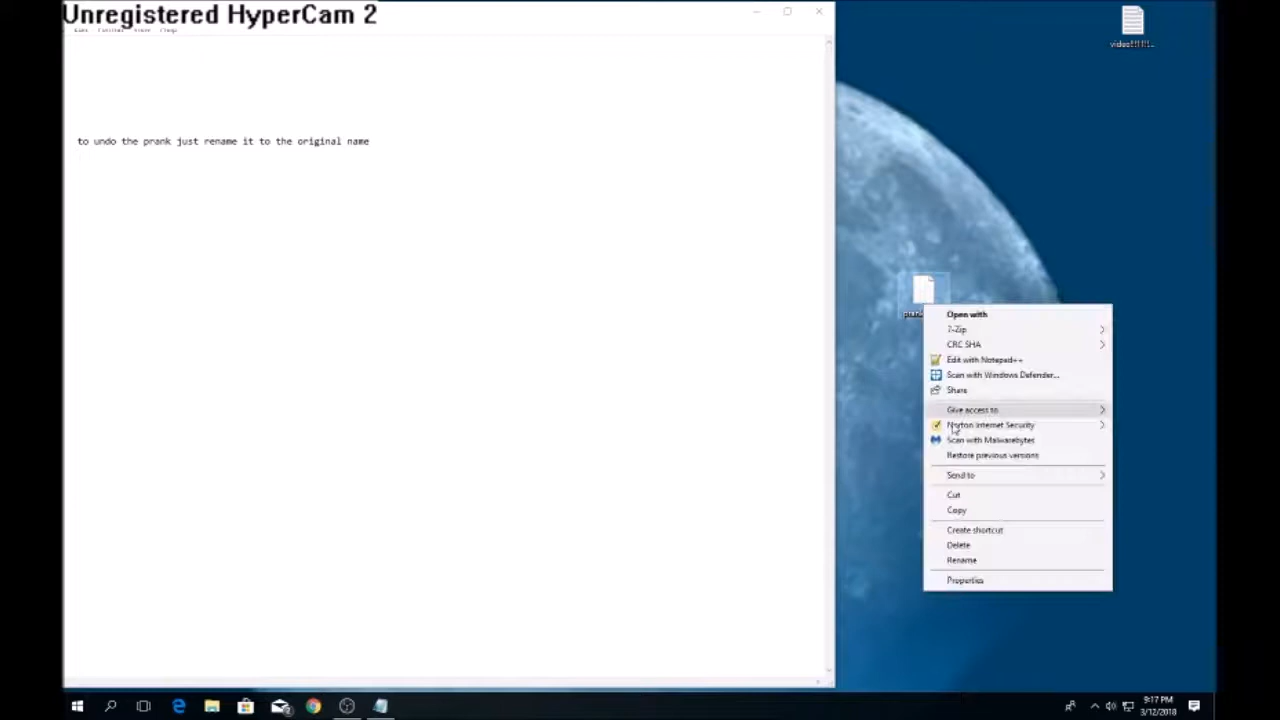 Unregistered HyperCam 2
video!!!!!...
to undo the prank just rename it to the original name
Open with
7-Zip
CRC SHA
Edit with Notepad++
Scan with Windows Defender...
Share
Give access to
Norton Internet Security
Scan with Malwarebytes
Restore previous versions
Send to
Cut
Copy
Create shortcut
Delete
Rename
Properties
9:17 PM
3/12/2018